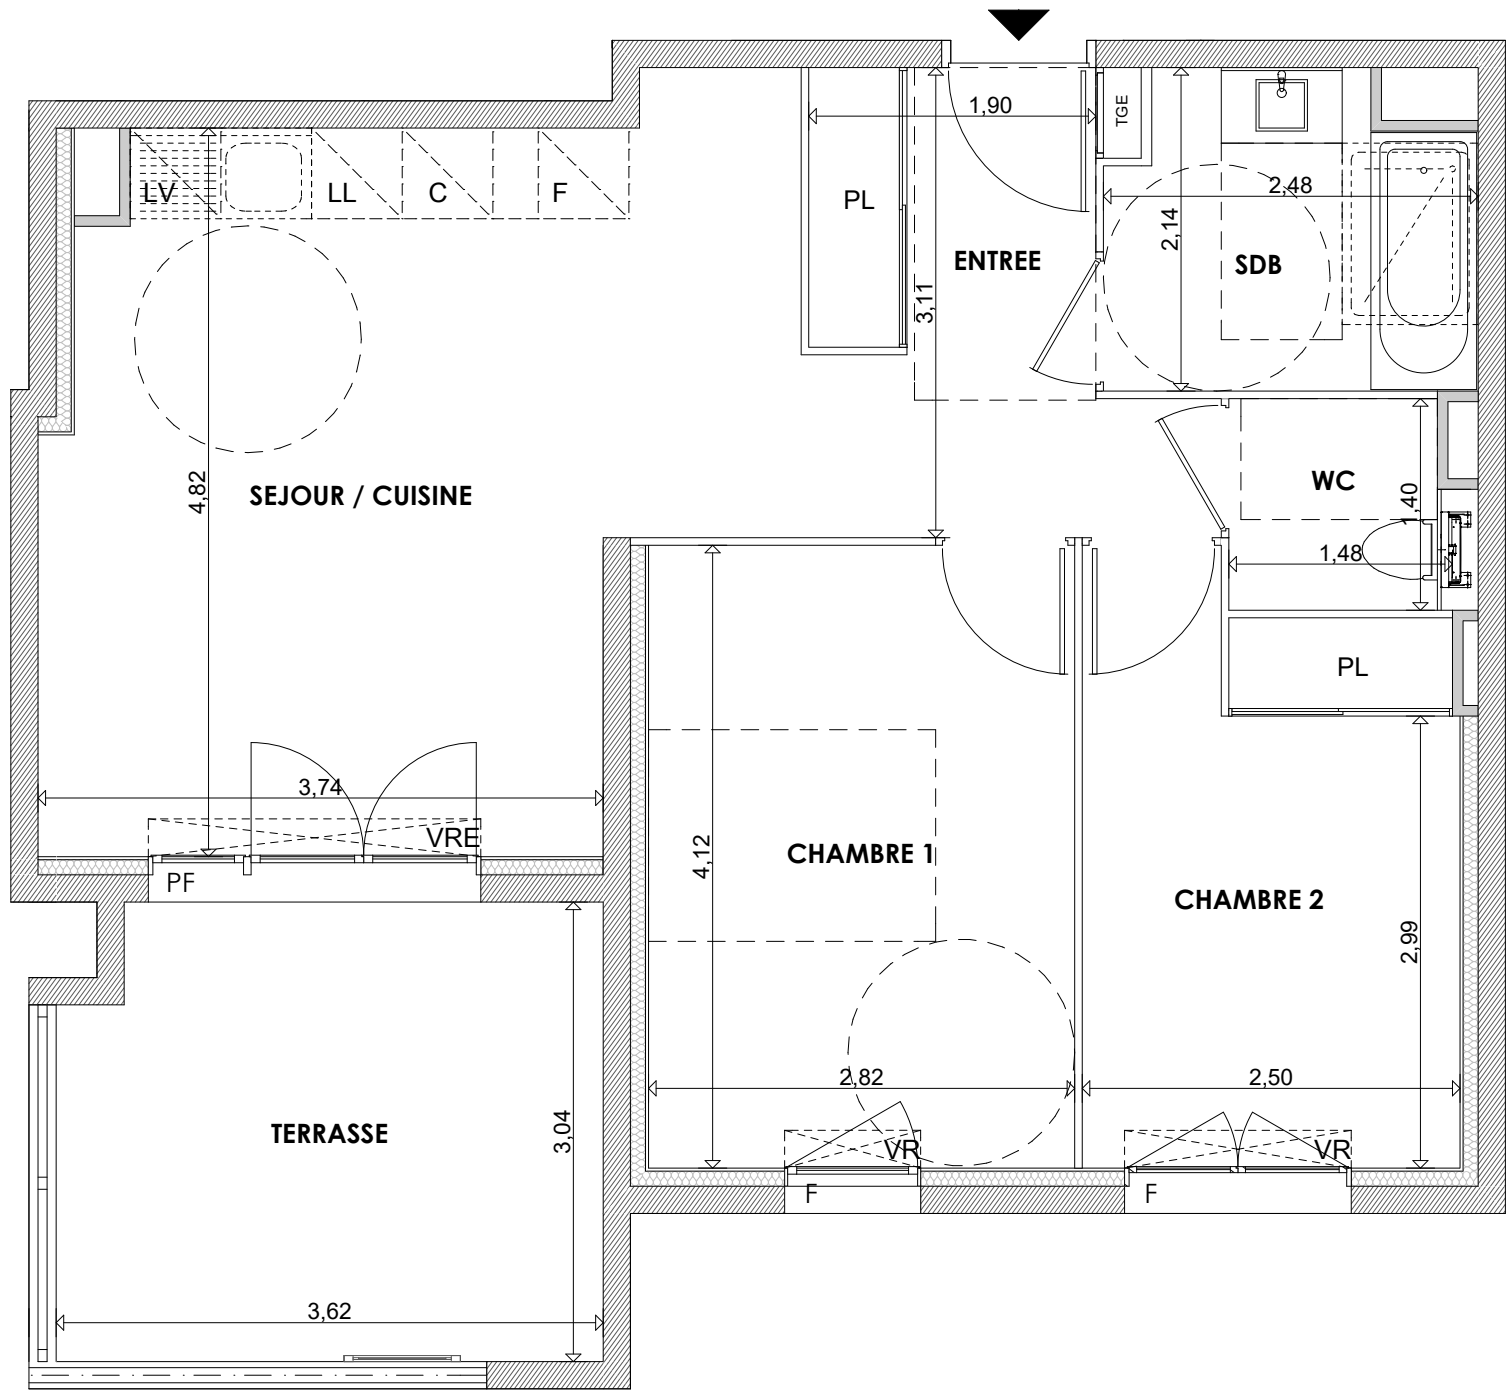 1,90
TGE
LV
LL
C
F
PL
2,48
2,14
ENTREE
SDB
3,11
4,82
SEJOUR / CUISINE
WC
1,40
1,48
PL
3,74
VRE
PF
4,12
CHAMBRE 1
CHAMBRE 2
2,99
2,82
2,50
TERRASSE
3,04
VR
VR
F
F
3,62